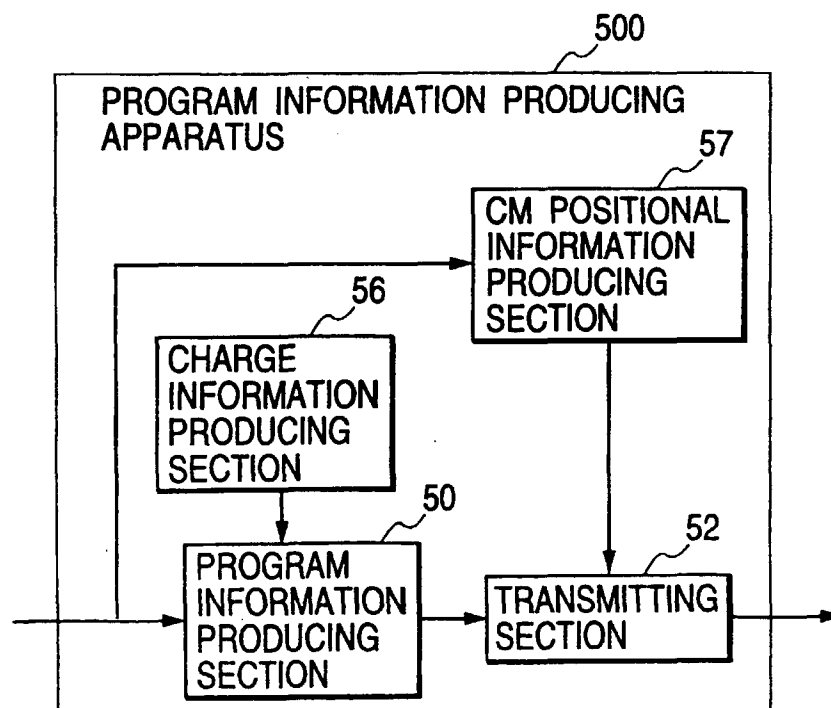 500
PROGRAM INFORMATION PRODUCING
APPARATUS
57
CM POSITIONAL
INFORMATION
PRODUCING
SECTION
56
CHARGE
INFORMATION
PRODUCING
SECTION
50
PROGRAM
INFORMATION
PRODUCING
SECTION
52
TRANSMITTING
SECTION